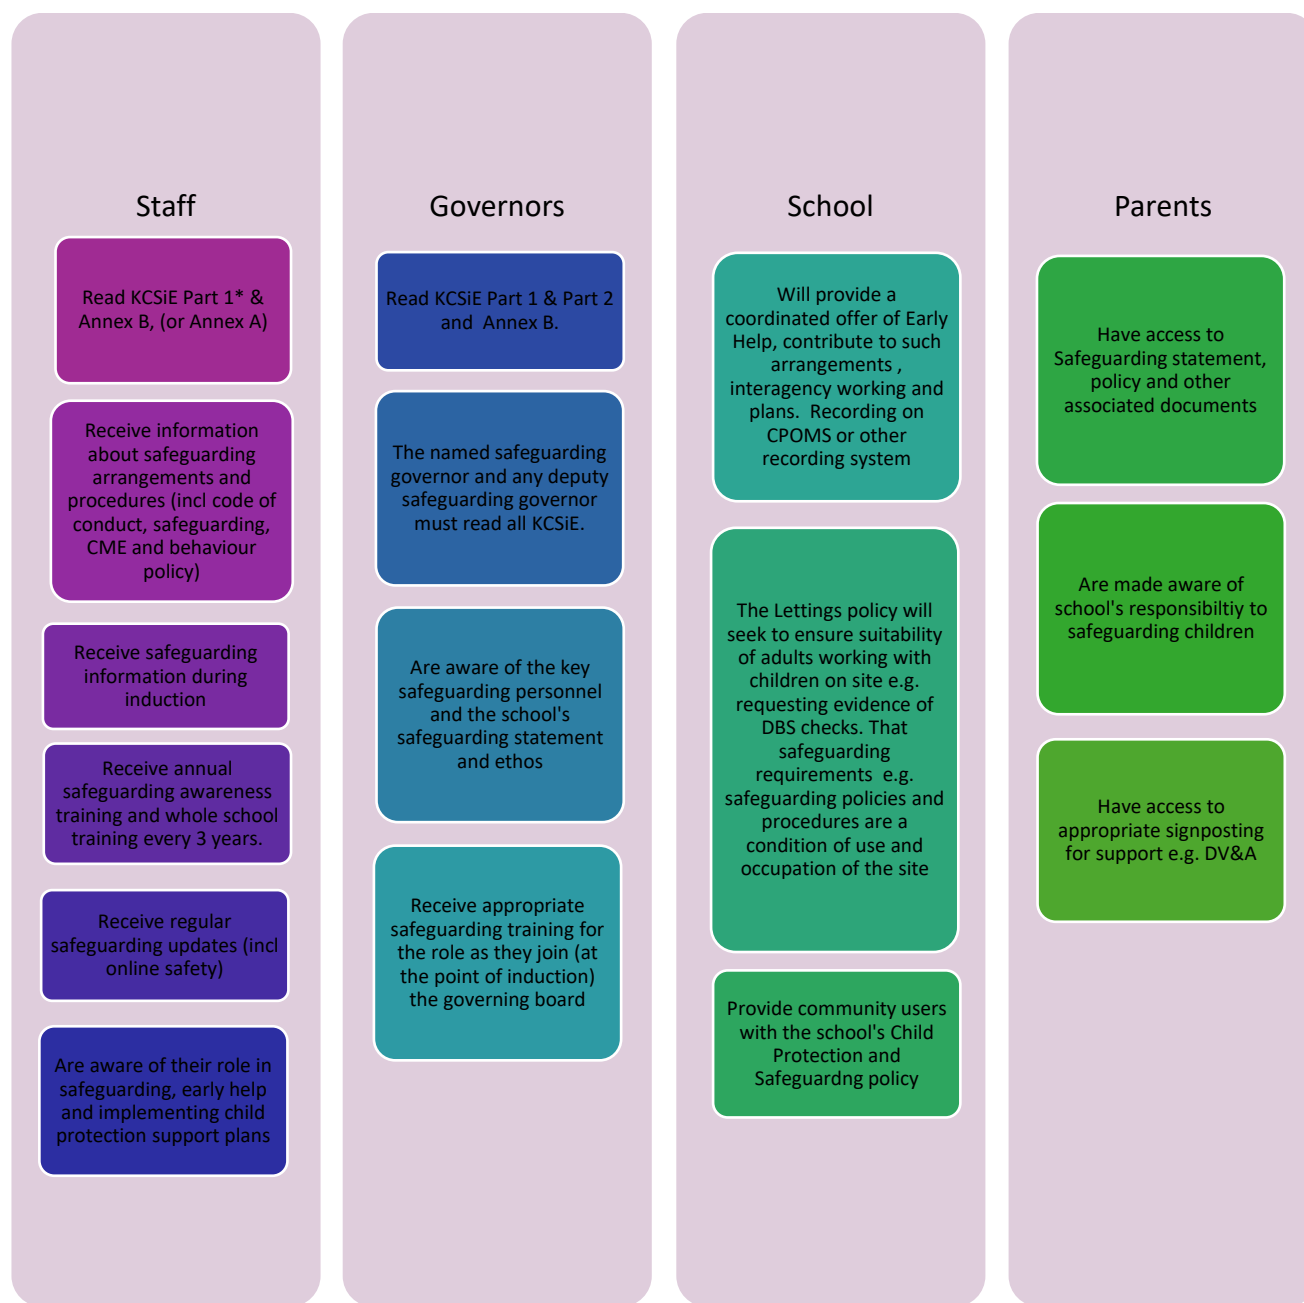 Staff
Read KCSiE Part 1* &
Annex B, (or Annex A)
Receive information
about safeguarding
arrangements and
procedures (incl code of
conduct, safeguarding,
CME and behaviour
policy)
Receive safeguarding
information during
induction
Receive annual
safeguarding awareness
training and whole school
training every 3 years.
Receive regular
safeguarding updates (incl
online safety)
Are aware of their role in
safeguarding, early help
and implementing child
protection support plans
Governors
Read KCSiE Part 1 & Part 2
and  Annex B.
The named safeguarding
governor and any deputy
safeguarding governor
must read all KCSiE.
Are aware of the key
safeguarding personnel
and the school's
safeguarding statement
and ethos
Receive appropriate
safeguarding training for
the role as they join (at
the point of induction)
the governing board
School
Will provide a
coordinated offer of Early
Help, contribute to such
arrangements ,
interagency working and
plans.  Recording on
CPOMS or other
recording system
The Lettings policy will
seek to ensure suitability
of adults working with
children on site e.g.
requesting evidence of
DBS checks. That
safeguarding
requirements  e.g.
safeguarding policies and
procedures are a
condition of use and
occupation of the site
Provide community users
with the school's Child
Protection and
Safeguardng policy
Parents
Have access to
Safeguarding statement,
policy and other
associated documents
Are made aware of
school's responsibiltiy to
safeguarding children
Have access to
appropriate signposting
for support e.g. DV&A